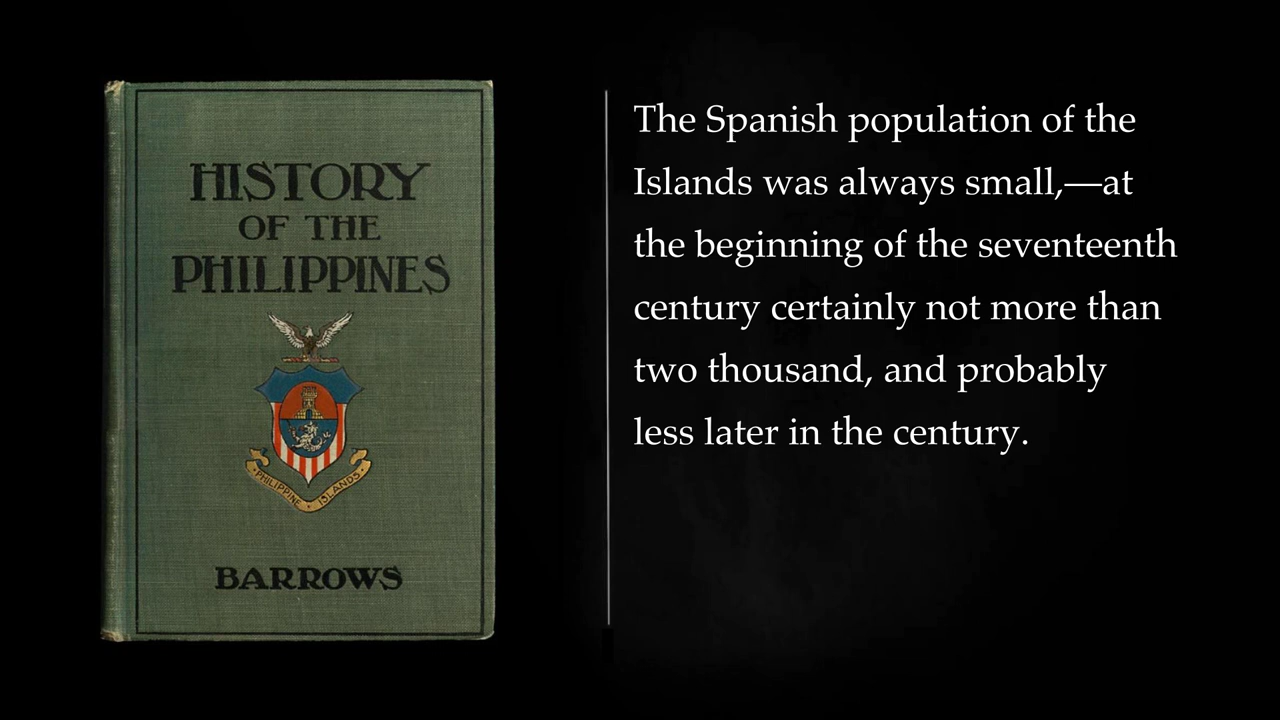 HISTORY
OF THE
PHILIPPINES
PHILIPPINE ISLANDS
BARROWS
The Spanish population of the
Islands was always small,—at
the beginning of the seventeenth
century certainly not more than
two thousand, and probably
less later in the century.